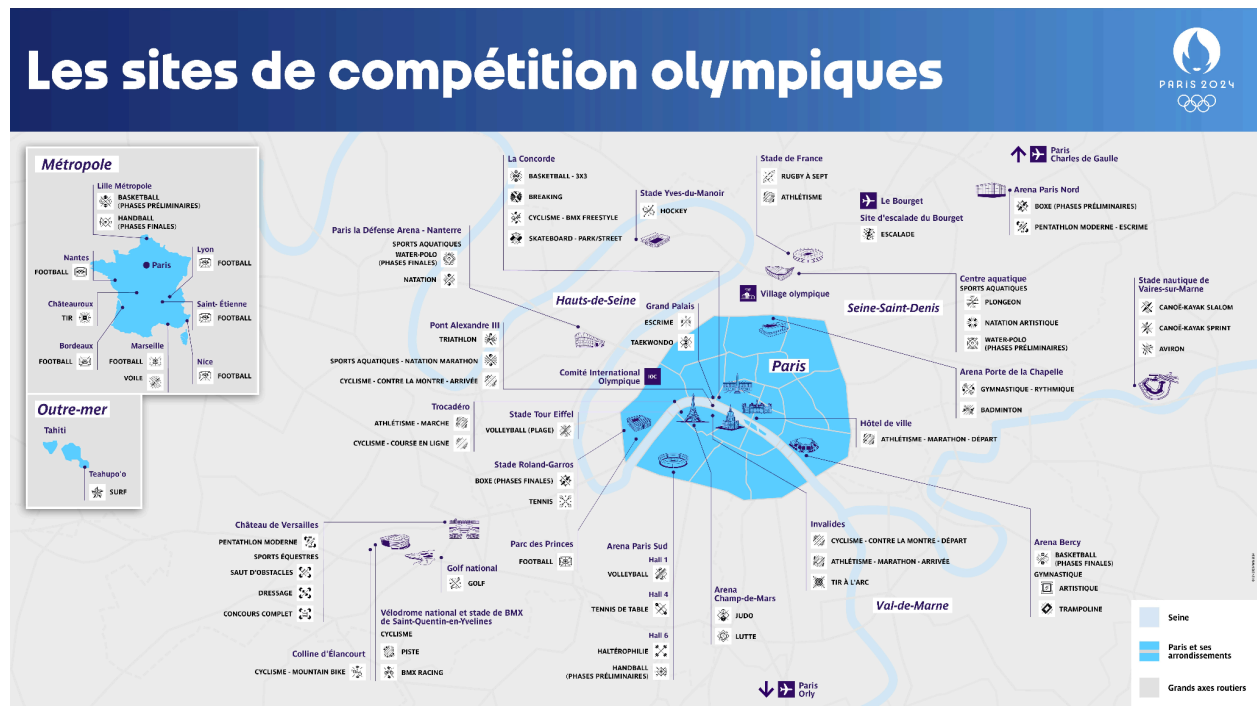 Les sites de compétition olympiques
PARIS 2024
Métropole
Lille Métropole
BASKETBALL
(PHASES PRÉLIMINAIRES)
HANDBALL
(PHASES FINALES)
Nantes
FOOTBALL
Lyon
FOOTBALL
Paris
Châteauroux
TIR
Saint- Étienne
FOOTBALL
Bordeaux
FOOTBALL
Marseille
FOOTBALL
VOILE
Nice
FOOTBALL
Outre-mer
Tahiti
Teahupo'o
SURF
La Concorde
BASKETBALL - 3X3
BREAKING
CYCLISME - BMX FREESTYLE
SKATEBOARD - PARK/STREET
Stade Yves-du-Manoir
HOCKEY
Stade de France
RUGBY À SEPT
ATHLÉTISME
Le Bourget
Site d'escalade du Bourget
ESCALADE
Paris
Charles de Gaulle
Arena Paris Nord
BOXE (PHASES PRÉLIMINAIRES)
PENTATHLON MODERNE - ESCRIME
Paris la Défense Arena - Nanterre
SPORTS AQUATIQUES
WATER-POLO
(PHASES FINALES)
NATATION
Hauts-de-Seine
Village olympique
Seine-Saint-Denis
Centre aquatique
SPORTS AQUATIQUES
PLONGEON
NATATION ARTISTIQUE
WATER-POLO
(PHASES PRÉLIMINAIRES)
Stade nautique de
Vaires-sur-Marne
CANOË-KAYAK SLALOM
CANOË-KAYAK SPRINT
AVIRON
Grand Palais
ESCRIME
TAEKWONDO
Pont Alexandre III
TRIATHLON
SPORTS AQUATIQUES - NATATION MARATHON
CYCLISME - CONTRE LA MONTRE - ARRIVÉE
Comité International
Olympique
IOC
Paris
Arena Porte de la Chapelle
GYMNASTIQUE - RYTHMIQUE
BADMINTON
Trocadéro
ATHLÉTISME - MARCHE
CYCLISME - COURSE EN LIGNE
Stade Tour Eiffel
VOLLEYBALL (PLAGE)
Hôtel de ville
ATHLÉTISME - MARATHON - DÉPART
Stade Roland-Garros
BOXE (PHASES FINALES)
TENNIS
Château de Versailles
PENTATHLON MODERNE
SPORTS ÉQUESTRES
SAUT D'OBSTACLES
DRESSAGE
CONCOURS COMPLET
Golf national
GOLF
Parc des Princes
FOOTBALL
Arena Paris Sud
Hall 1
VOLLEYBALL
Hall 4
TENNIS DE TABLE
Hall 6
HALTÉROPHILIE
HANDBALL
(PHASES PRÉLIMINAIRES)
Arena
Champ-de-Mars
JUDO
LUTTE
Invalides
CYCLISME - CONTRE LA MONTRE - DÉPART
ATHLÉTISME - MARATHON - ARRIVÉE
TIR À L'ARC
Val-de-Marne
Arena Bercy
BASKETBALL
(PHASES FINALES)
GYMNASTIQUE
ARTISTIQUE
TRAMPOLINE
Vélodrome national et stade de BMX
de Saint-Quentin-en-Yvelines
CYCLISME
PISTE
BMX RACING
Colline d'Élancourt
CYCLISME - MOUNTAIN BIKE
Paris
Orly
Seine
Paris et ses
arrondissements
Grands axes routiers